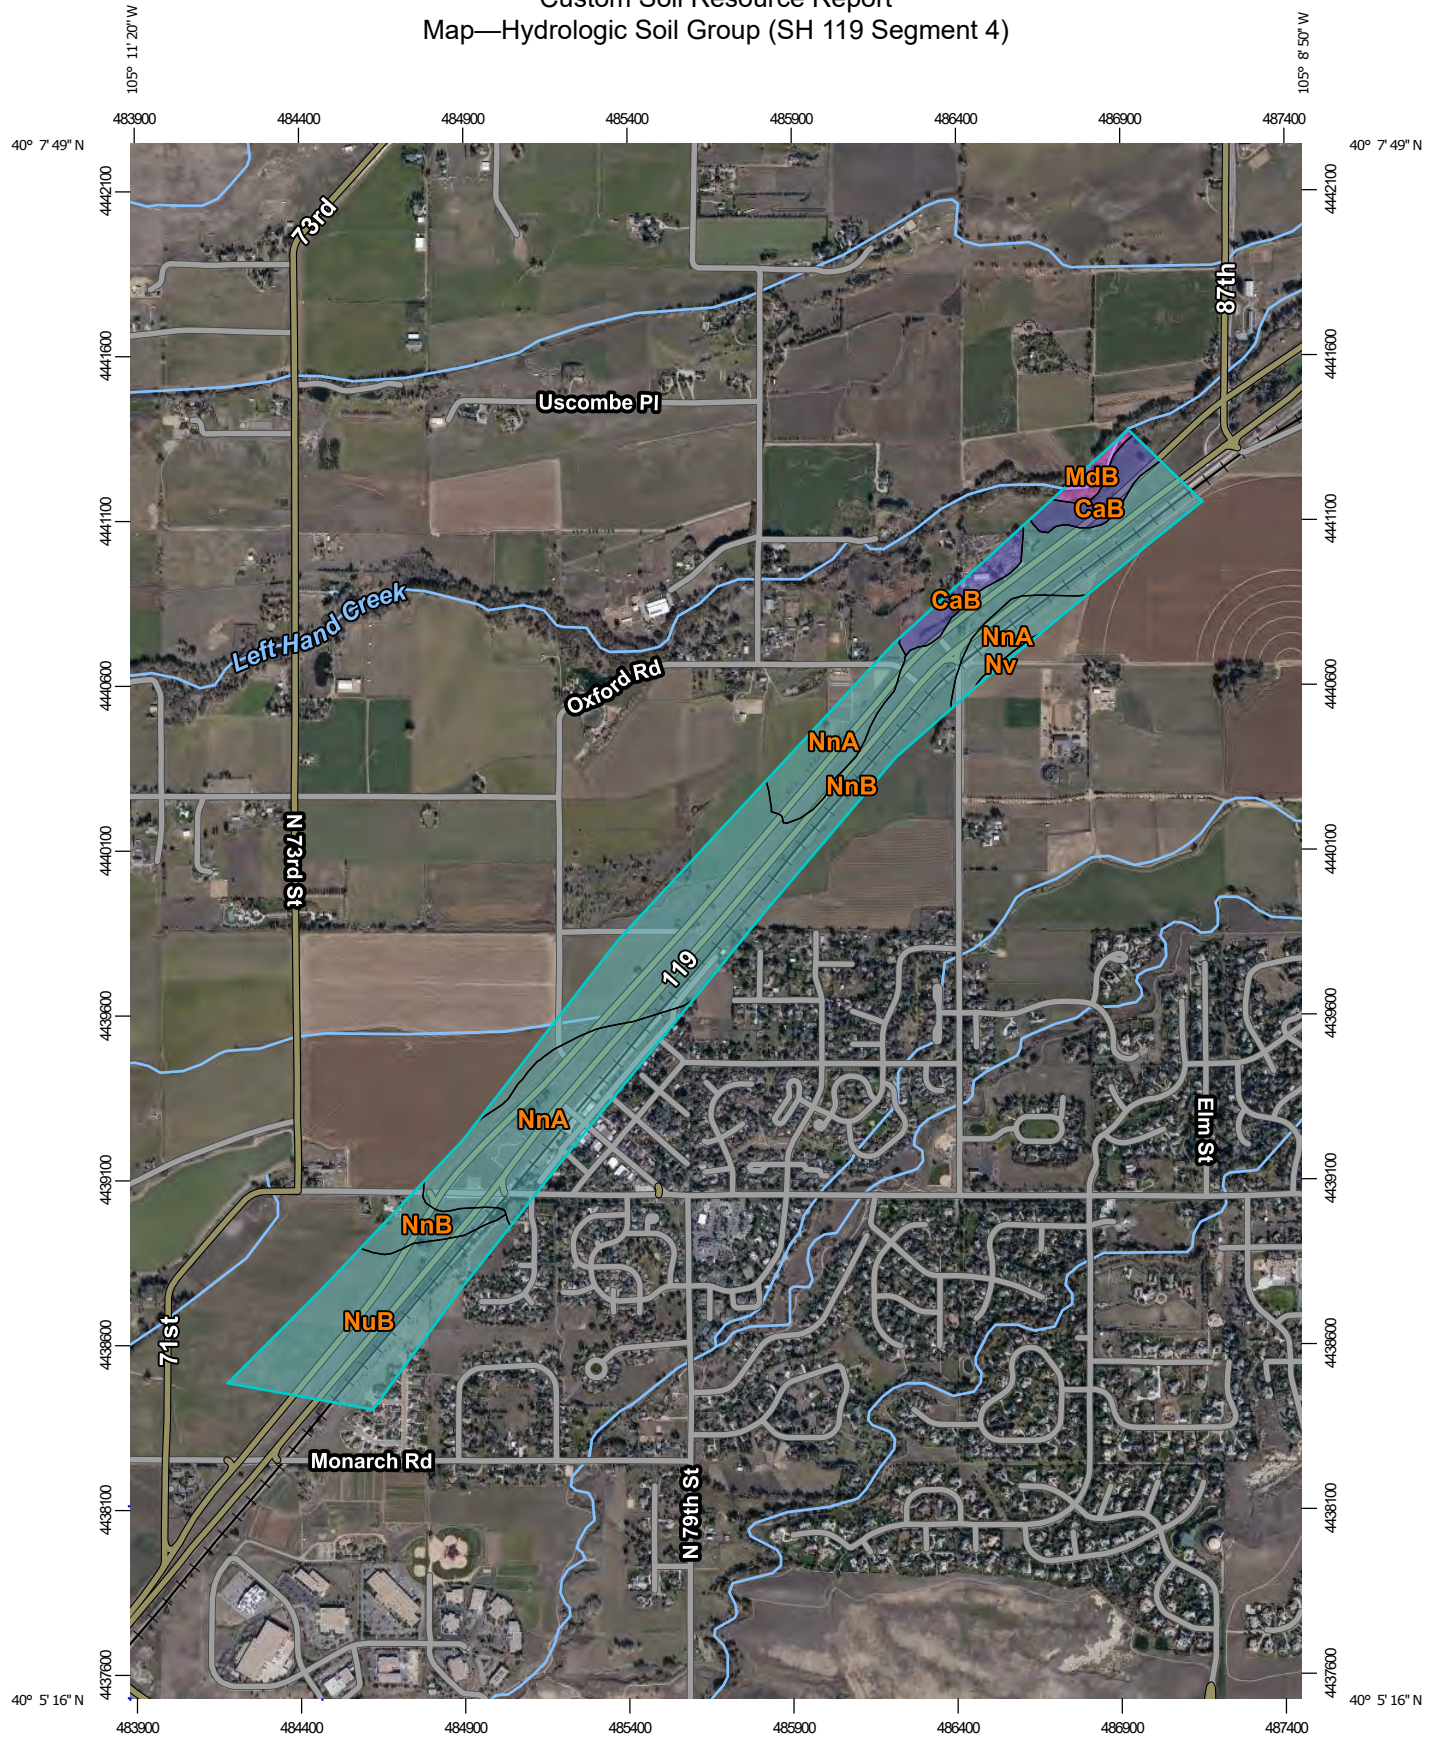 Custom Soil Resource Report
Map—Hydrologic Soil Group (SH 119 Segment 4)
105° 11' 20" W
105° 8' 50" W
483900 484400 484900 485400 485900 486400 486900 487400
40° 7' 49" N
40° 7' 49" N
4442100
4442100
73rd
87th
4441600
4441600
Uscombe Pl
MdB
CaB
4441100
4441100
CaB
Left Hand Creek
NnA
Nv
Oxford Rd
4440600
4440600
NnA
NnB
N 73rd St
4440100
4440100
119
4439600
4439600
NnA
Elm St
4439100
4439100
NnB
NuB
71st
4438600
4438600
Monarch Rd
N 79th St
4438100
4438100
4437600
4437600
40° 5' 16" N
40° 5' 16" N
483900 484400 484900 485400 485900 486400 486900 487400